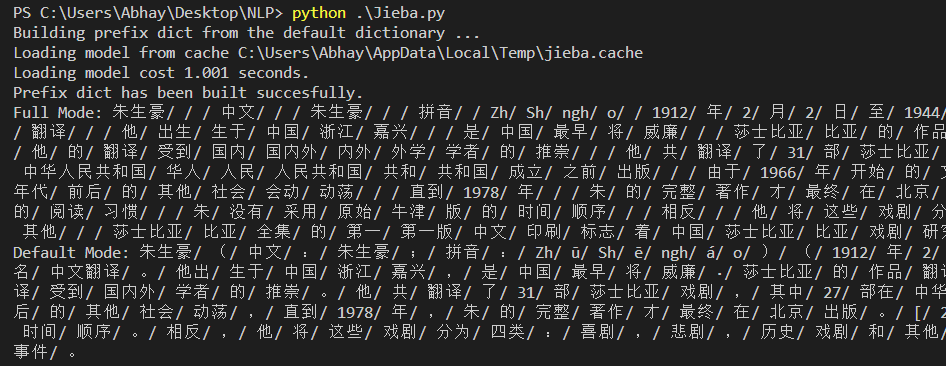 PS C:\Users\Abhay\Desktop\NLP> python .\Jieba.py
Building prefix dict from the default dictionary ...
Loading model from cache C:\Users\Abhay\AppData\Local\Temp\jieba.cache
Loading model cost 1.001 seconds.
Prefix dict has been built succesfully.
Full Mode: 朱生豪/ / / 中文/ / / 朱生豪/ / / 拼音/ / Zh/ Sh/ ngh/ o/ / 1912/ 年/ 2/ 月/ 2/ 日/ 至/ 1944/
/ 翻译/ / / 他/ 出生/ 生于/ 中国/ 浙江/ 嘉兴/ / / 是/ 中国/ 最早/ 将/ 威廉/ / / 莎士比亚/ 比亚/ 的/ 作品
/ 他/ 的/ 翻译/ 受到/ 国内/ 国内外/ 内外/ 外学/ 学者/ 的/ 推崇/ / / 他/ 共/ 翻译/ 了/ 31/ 部/ 莎士比亚/
中华人民共和国/ 华人/ 人民/ 人民共和国/ 共和/ 共和国/ 成立/ 之前/ 出版/ / / 由于/ 1966/ 年/ 开始/ 的/
年代/ 前后/ 的/ 其他/ 社会/ 会动/ 动荡/ / / 直到/ 1978/ 年/ / / 朱/ 的/ 完整/ 著作/ 才/ 最终/ 在/ 北京/
的/ 阅读/ 习惯/ / / 朱/ 没有/ 采用/ 原始/ 牛津/ 版/ 的/ 时间/ 顺序/ / / 相反/ / / 他/ 将/ 这些/ 戏剧/
其他/ / / 莎士比亚/ 比亚/ 全集/ 的/ 第一/ 第一版/ 中文/ 印刷/ 标志/ 着/ 中国/ 莎士比亚/ 比亚/ 戏剧/
Default Mode: 朱生豪/ （/ 中文/ ：/ 朱生豪/ ；/ 拼音/ ：/ Zh/ ū/ Sh/ ē/ ngh/ á/ o/ ）/ （/ 1912/ 年/ 2/
名/ 中文翻译/ 。/ 他出/ 生于/ 中国/ 浙江/ 嘉兴/ ，/ 是/ 中国/ 最早/ 将/ 威廉/ ·/ 莎士比亚/ 的/ 作品/ 翻
译/ 受到/ 国内外/ 学者/ 的/ 推崇/ 。/ 他/ 共/ 翻译/ 了/ 31/ 部/ 莎士比亚/ 戏剧/ ，/ 其中/ 27/ 部在/ 中华
后/ 的/ 其他/ 社会/ 动荡/ ，/ 直到/ 1978/ 年/ ，/ 朱/ 的/ 完整/ 著作/ 才/ 最终/ 在/ 北京/ 出版/ 。/ [/ 2
时间/ 顺序/ 。/ 相反/ ，/ 他/ 将/ 这些/ 戏剧/ 分为/ 四类/ ：/ 喜剧/ ，/ 悲剧/ ，/ 历史/ 戏剧/ 和/ 其他/
事件/ 。